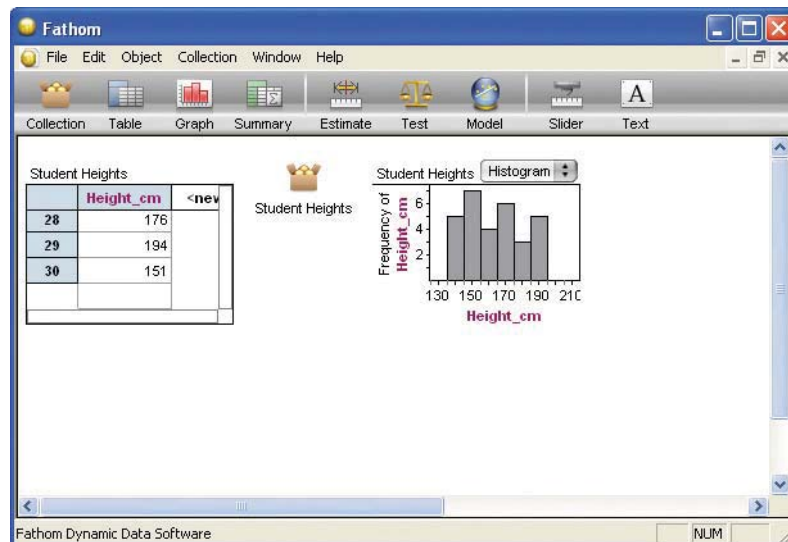 Fathom
File Edit Object Collection Window Help
Collection Table Graph Summary Estimate Test Model Slider A Text
Student Heights
Height_cm <new
28 176
29 194
30 151
Student Heights
Student Heights Histogram
Frequency of Height_cm
6
4
2
130 150 170 190 210
Height_cm
Fathom Dynamic Data Software NUM